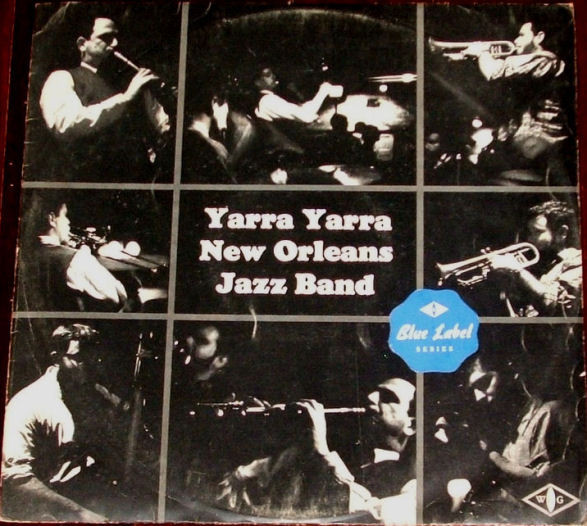 Yarra Yarra
New Orleans
Jazz Band
Blue Label
SERIES
W G